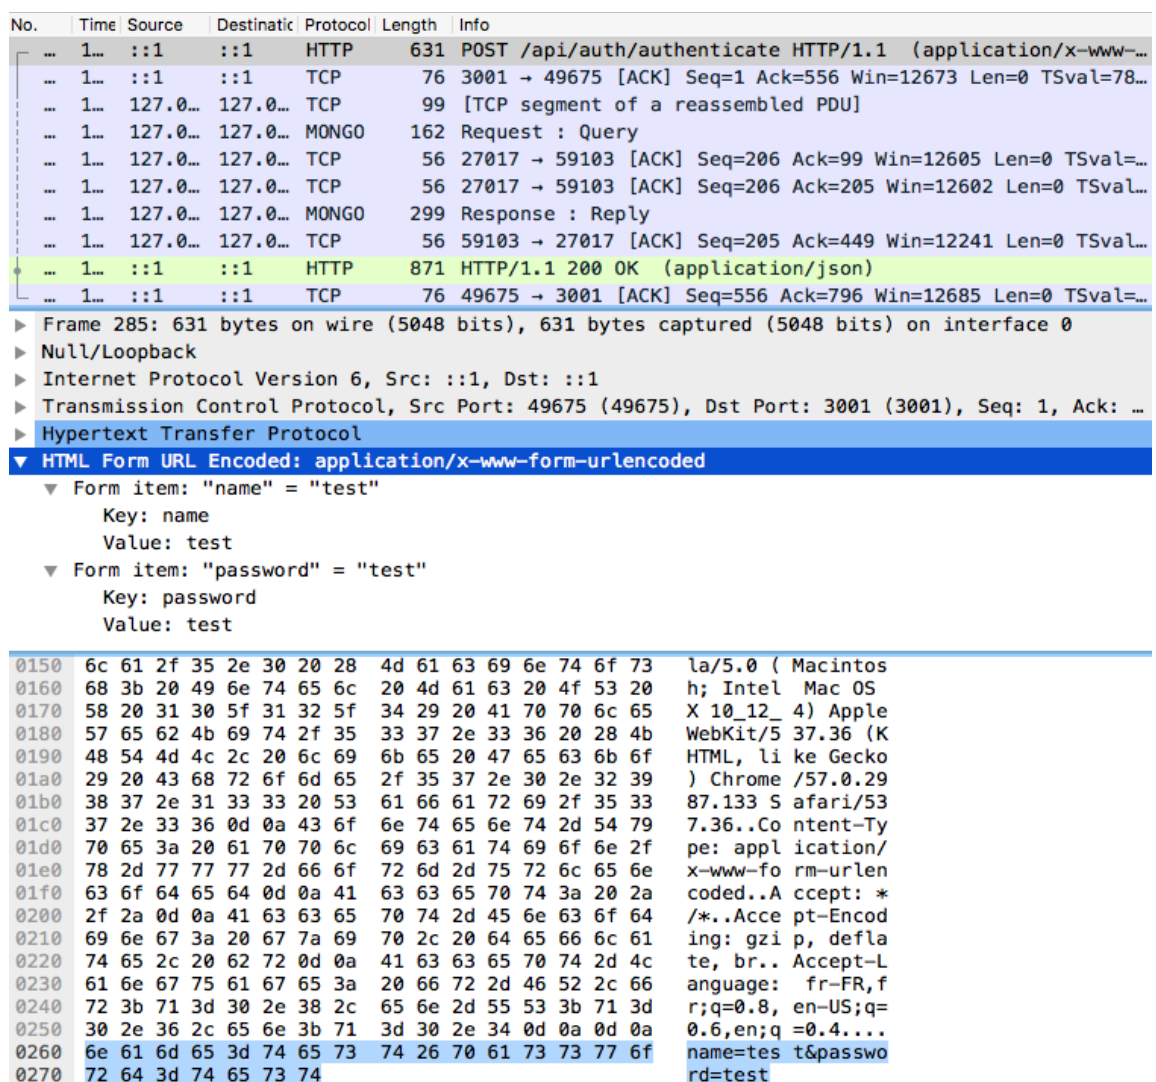 No. Time Source Destinatic Protocol Length Info
… 1… ::1 ::1 HTTP 631 POST /api/auth/authenticate HTTP/1.1 (application/x-www-…
… 1… ::1 ::1 TCP 76 3001 → 49675 [ACK] Seq=1 Ack=556 Win=12673 Len=0 TSval=78…
… 1… 127.0… 127.0… TCP 99 [TCP segment of a reassembled PDU]
… 1… 127.0… 127.0… MONGO 162 Request : Query
… 1… 127.0… 127.0… TCP 56 27017 → 59103 [ACK] Seq=206 Ack=99 Win=12605 Len=0 TSval=…
… 1… 127.0… 127.0… TCP 56 27017 → 59103 [ACK] Seq=206 Ack=205 Win=12602 Len=0 TSval…
… 1… 127.0… 127.0… MONGO 299 Response : Reply
… 1… 127.0… 127.0… TCP 56 59103 → 27017 [ACK] Seq=205 Ack=449 Win=12241 Len=0 TSval…
… 1… ::1 ::1 HTTP 871 HTTP/1.1 200 OK (application/json)
… 1… ::1 ::1 TCP 76 49675 → 3001 [ACK] Seq=556 Ack=796 Win=12685 Len=0 TSval=…
Frame 285: 631 bytes on wire (5048 bits), 631 bytes captured (5048 bits) on interface 0
Null/Loopback
Internet Protocol Version 6, Src: ::1, Dst: ::1
Transmission Control Protocol, Src Port: 49675 (49675), Dst Port: 3001 (3001), Seq: 1, Ack: …
Hypertext Transfer Protocol
HTML Form URL Encoded: application/x-www-form-urlencoded
Form item: "name" = "test"
Key: name
Value: test
Form item: "password" = "test"
Key: password
Value: test
0150 6c 61 2f 35 2e 30 20 28 4d 61 63 69 6e 74 6f 73 la/5.0 ( Macintos
0160 68 3b 20 49 6e 74 65 6c 20 4d 61 63 20 4f 53 20 h; Intel Mac OS
0170 58 20 31 30 5f 31 32 5f 34 29 20 41 70 70 6c 65 X 10_12_ 4) Apple
0180 57 65 62 4b 69 74 2f 35 33 37 2e 33 36 20 28 4b WebKit/5 37.36 (K
0190 48 54 4d 4c 2c 20 6c 69 6b 65 20 47 65 63 6b 6f HTML, li ke Gecko
01a0 29 20 43 68 72 6f 6d 65 2f 35 37 2e 30 2e 32 39 ) Chrome /57.0.29
01b0 38 37 2e 31 33 33 20 53 61 66 61 72 69 2f 35 33 87.133 S afari/53
01c0 37 2e 33 36 0d 0a 43 6f 6e 74 65 6e 74 2d 54 79 7.36..Co ntent-Ty
01d0 70 65 3a 20 61 70 70 6c 69 63 61 74 69 6f 6e 2f pe: appl ication/
01e0 78 2d 77 77 77 2d 66 6f 72 6d 2d 75 72 6c 65 6e x-www-fo rm-urlen
01f0 63 6f 64 65 64 0d 0a 41 63 63 65 70 74 3a 20 2a coded..A ccept: *
0200 2f 2a 0d 0a 41 63 63 65 70 74 2d 45 6e 63 6f 64 /*..Acce pt-Encod
0210 69 6e 67 3a 20 67 7a 69 70 2c 20 64 65 66 6c 61 ing: gzi p, defla
0220 74 65 2c 20 62 72 0d 0a 41 63 63 65 70 74 2d 4c te, br.. Accept-L
0230 61 6e 67 75 61 67 65 3a 20 66 72 2d 46 52 2c 66 anguage: fr-FR,f
0240 72 3b 71 3d 30 2e 38 2c 65 6e 2d 55 53 3b 71 3d r;q=0.8, en-US;q=
0250 30 2e 36 2c 65 6e 3b 71 3d 30 2e 34 0d 0a 0d 0a 0.6,en;q =0.4....
0260 6e 61 6d 65 3d 74 65 73 74 26 70 61 73 73 77 6f name=tes t&passwo
0270 72 64 3d 74 65 73 74 rd=test